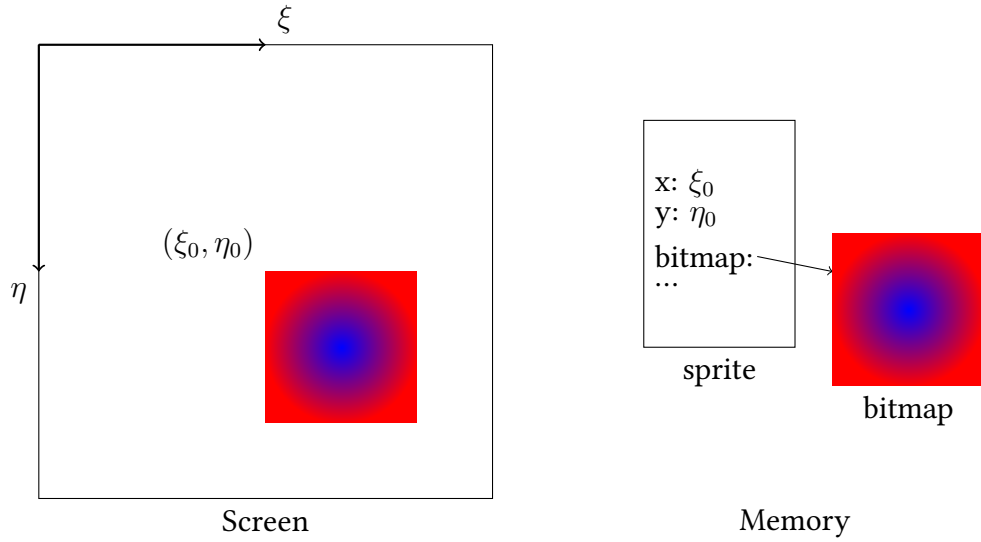 ξ
(ξ₀, η₀)
η
Screen
x: ξ₀
y: η₀
bitmap:
...
sprite
bitmap
Memory